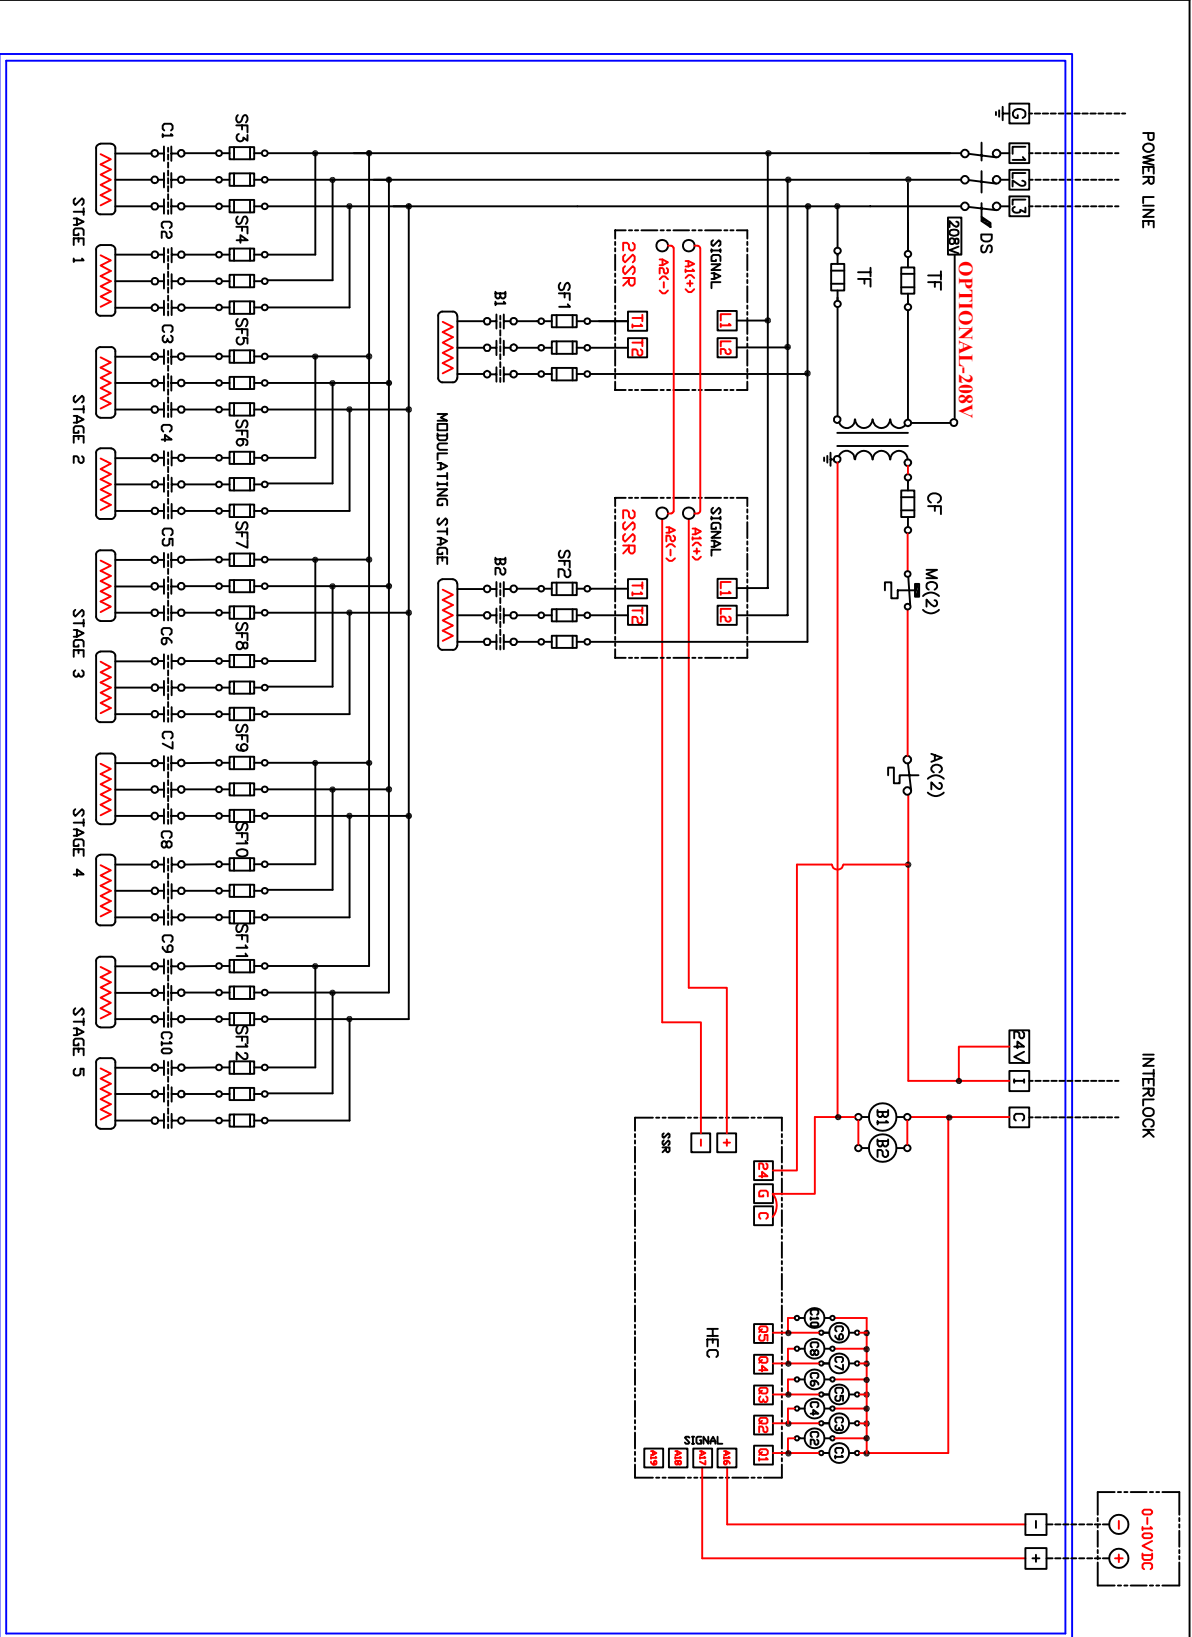 POWER LINE
INTERLOCK
0-10VDC
- +
G L1 L2 L3
DS
208V
OPTIONAL-208V
TF
TF
CF
MC(2)
AC(2)
24V I C
- +
B1
B2
SIGNAL
A1(+)
A2(-)
2SSR
L1 L2
T1 T2
SIGNAL
A1(+)
A2(-)
2SSR
L1 L2
T1 T2
SF1
B1
SF2
B2
MODULATING STAGE
SSR
- +
24 G C
HEC
Q5 Q4 Q3 Q2 Q1
C10 C9 C8 C7 C6 C5 C4 C3 C2 C1
SIGNAL
A19 A18 A17 A16
SF3 SF4 SF5 SF6 SF7 SF8 SF9 SF10 SF11 SF12
C1 C2 C3 C4 C5 C6 C7 C8 C9 C10
STAGE 1
STAGE 2
STAGE 3
STAGE 4
STAGE 5